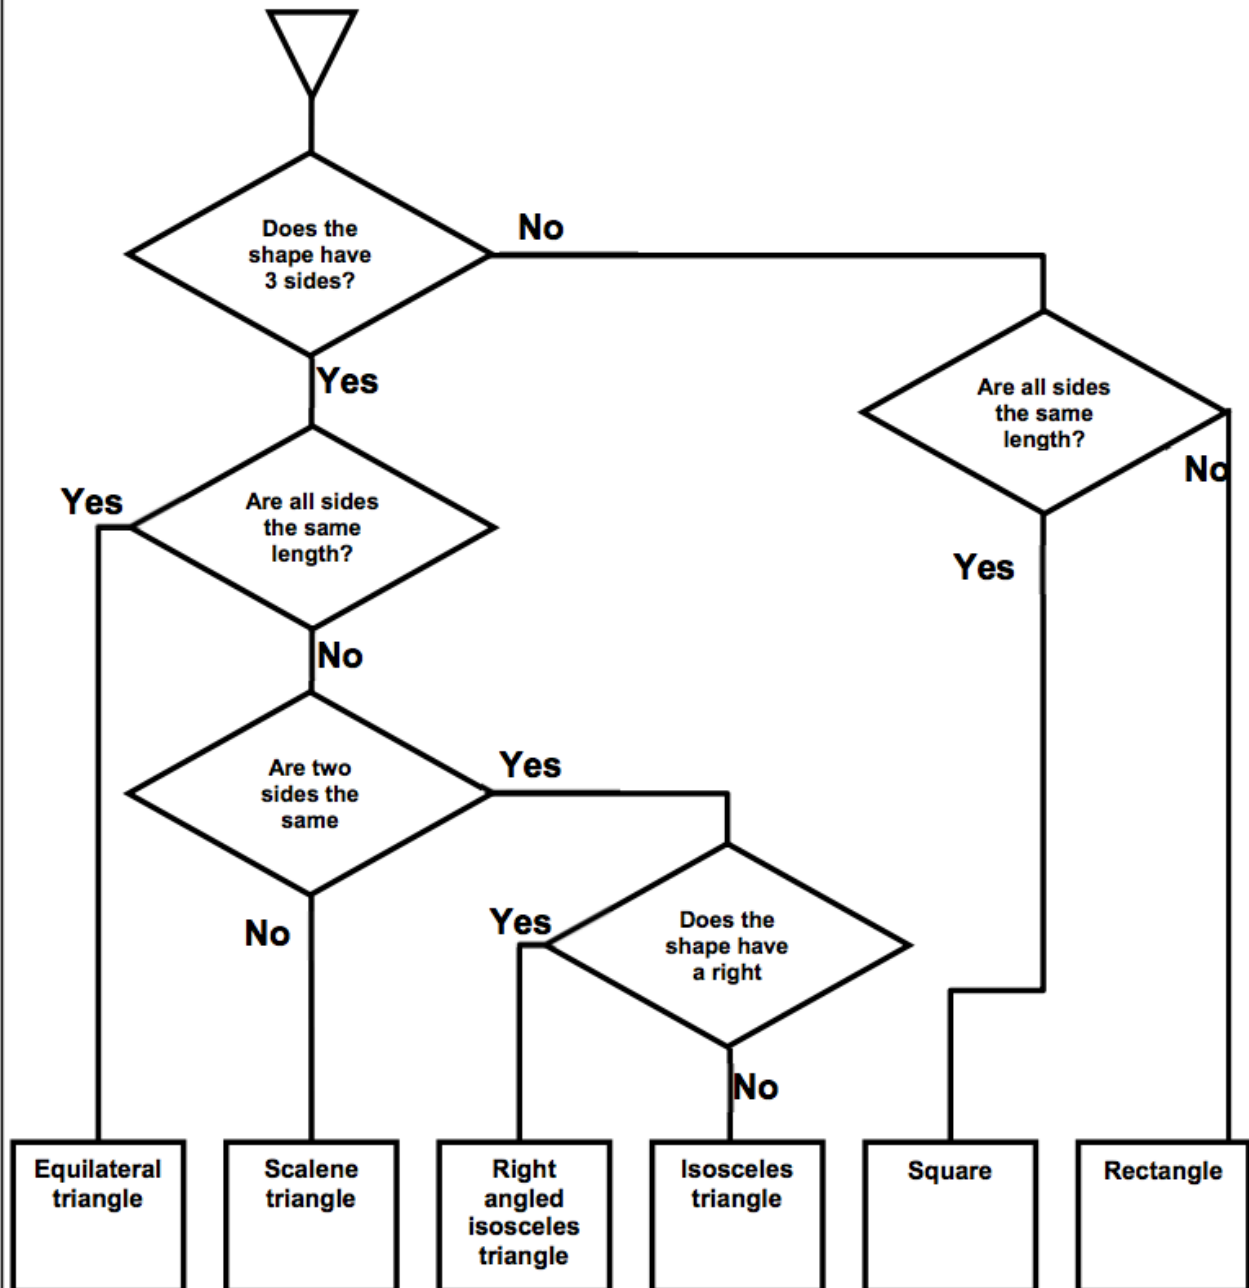 Does the
shape have
3 sides?
No
Yes
Are all sides
the same
length?
No
Yes
Yes
Are all sides
the same
length?
No
Are two
sides the
same
Yes
No
Yes
Does the
shape have
a right
No
Equilateral
triangle
Scalene
triangle
Right
angled
isosceles
triangle
Isosceles
triangle
Square
Rectangle